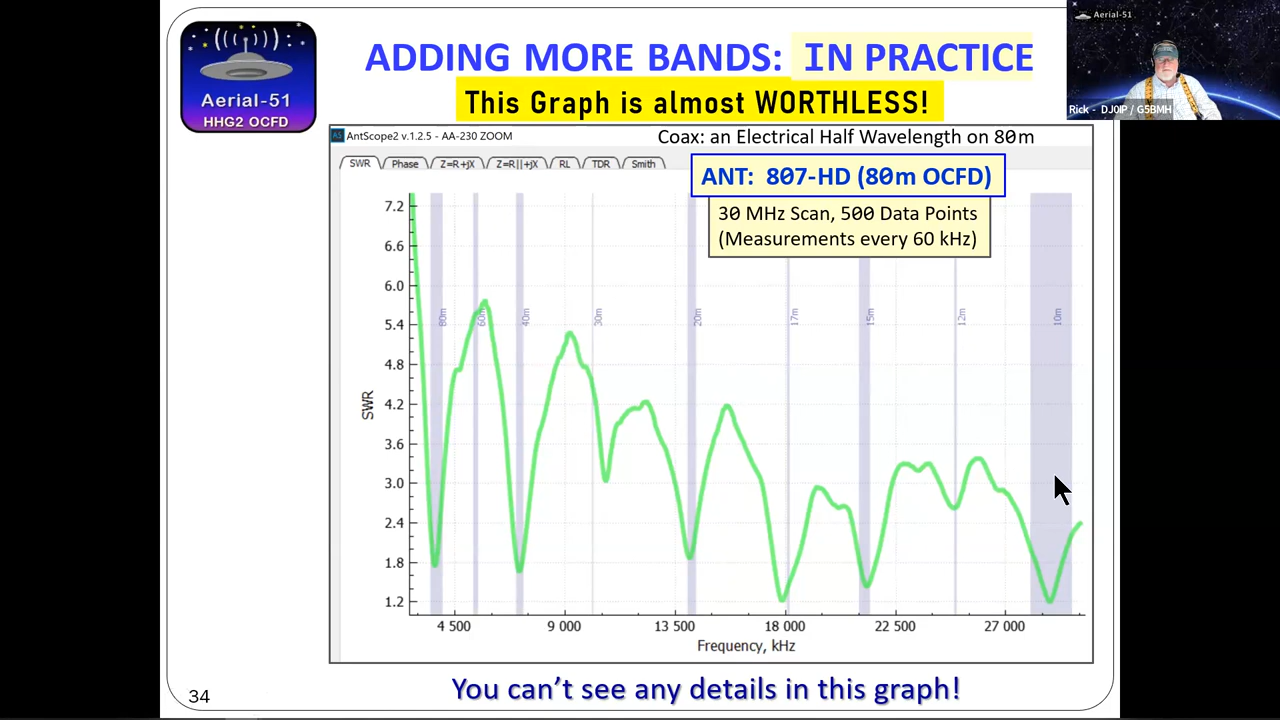 Aerial-51
HHG2 OCFD
ADDING MORE BANDS: IN PRACTICE
This Graph is almost WORTHLESS!
Aerial-51
Rick - DJ0IP / G5BMH
AntScope2 v.1.2.5 - AA-230 ZOOM
Coax: an Electrical Half Wavelength on 80m
SWR Phase Z=R+jX Z=R||+jX RL TDR Smith
ANT: 807-HD (80m OCFD)
30 MHz Scan, 500 Data Points
(Measurements every 60 kHz)
7.2
6.6
6.0
5.4
4.8
4.2
3.6
3.0
2.4
1.8
1.2
SWR
80m 60m 40m 30m 20m 17m 15m 12m 10m
4 500 9 000 13 500 18 000 22 500 27 000
Frequency, kHz
You can't see any details in this graph!
34